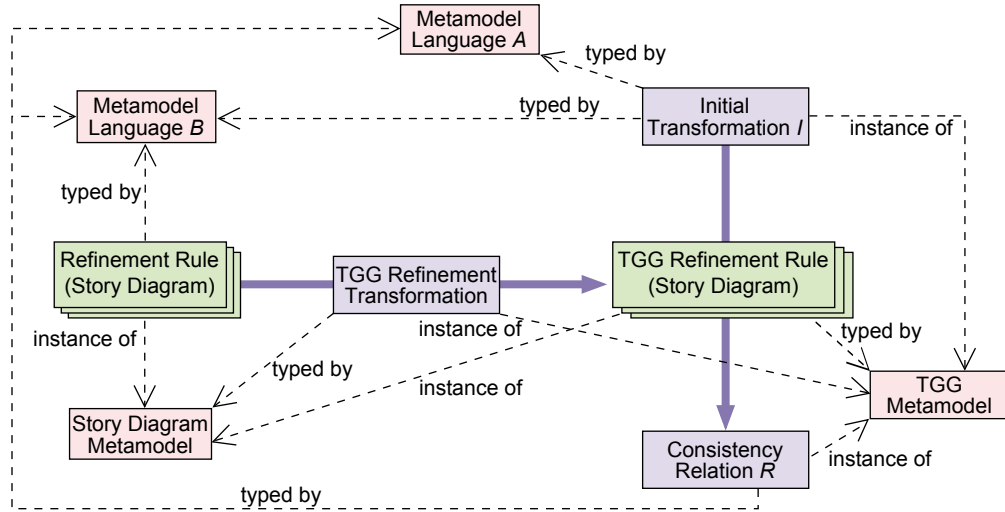 Metamodel
Language A
typed by
Metamodel
Language B
typed by
Initial
Transformation I
instance of
typed by
Refinement Rule
(Story Diagram)
TGG Refinement
Transformation
TGG Refinement Rule
(Story Diagram)
instance of
instance of
typed by
typed by
instance of
Story Diagram
Metamodel
TGG
Metamodel
Consistency
Relation R
instance of
typed by